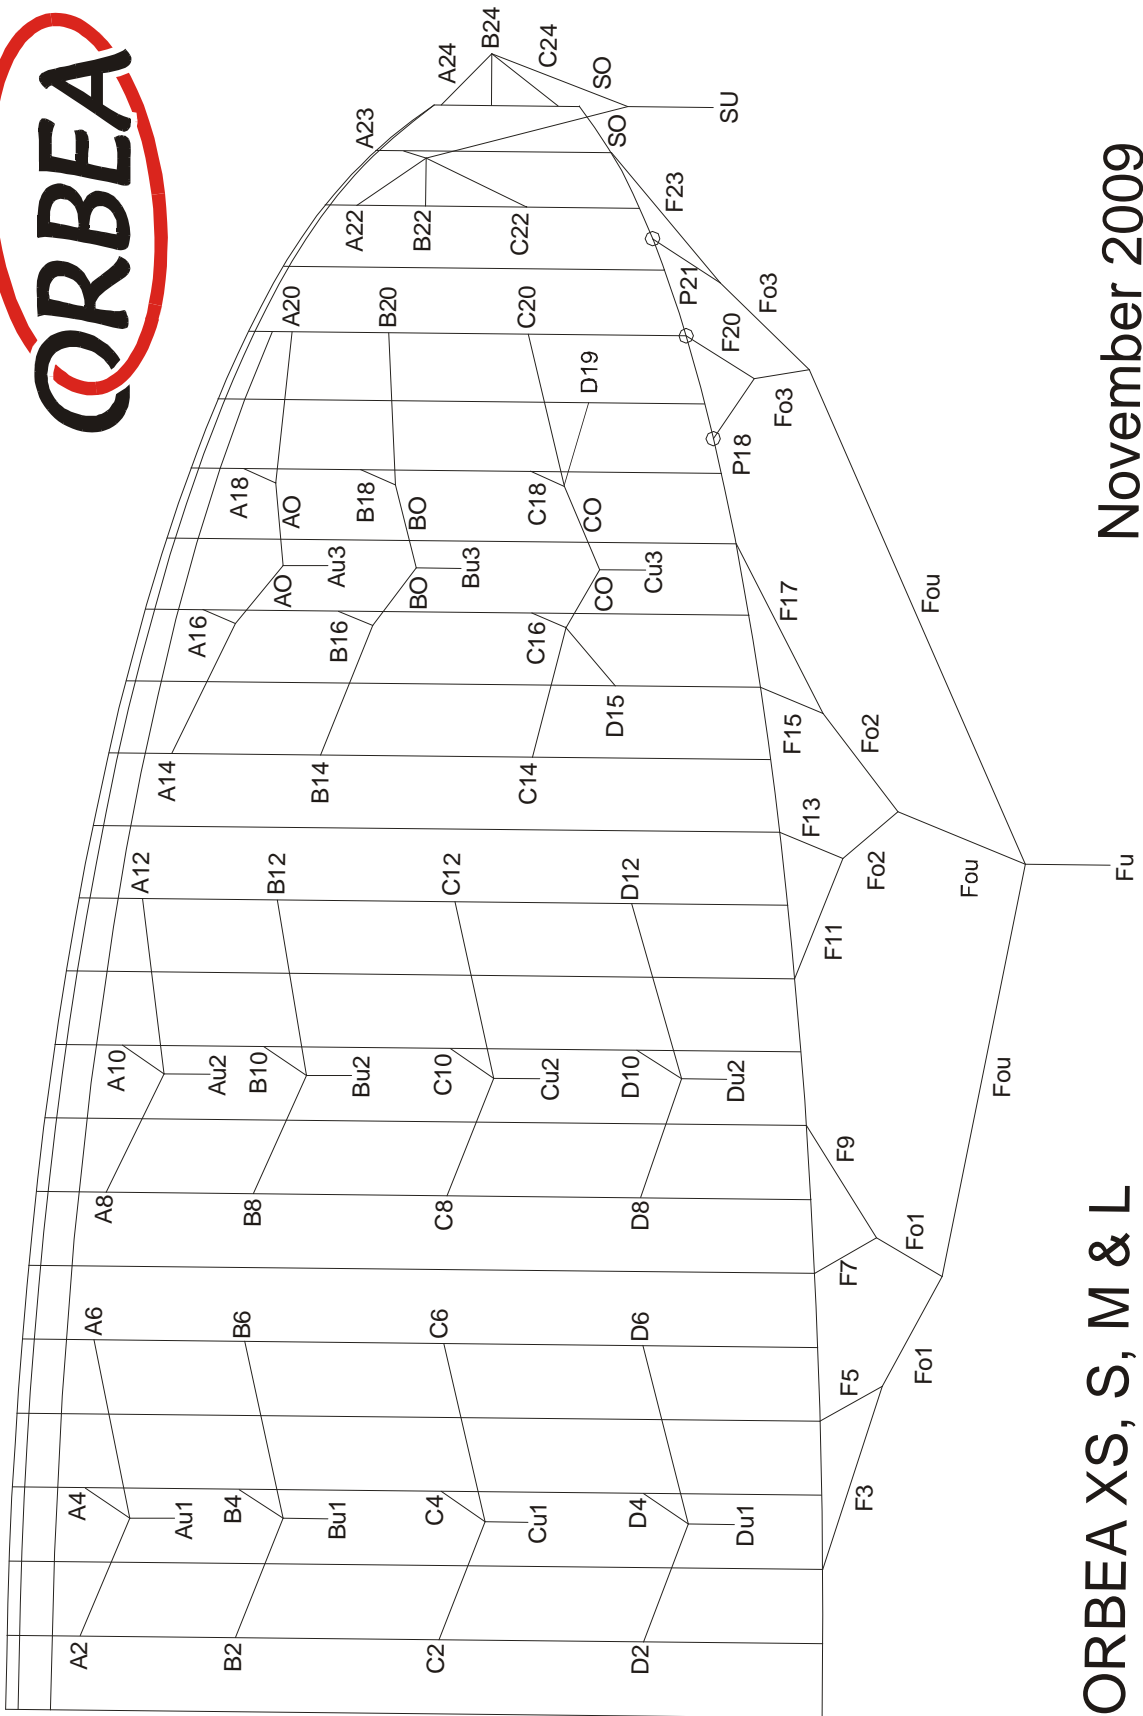 ORBEA
A24
B24
C24
SO
SU
A23
SO
A22
B22
C22
F23
A20
B20
C20
P21
F20
Fo3
D19
Fo3
A18
B18
C18
P18
AO
BO
CO
Au3
Bu3
Cu3
AO
BO
CO
A16
B16
C16
F17
Fou
D15
F15
Fo2
A14
B14
C14
F13
A12
B12
C12
D12
Fo2
Fou
Fu
F11
A10
B10
C10
D10
Au2
Bu2
Cu2
Du2
Fou
F9
A8
B8
C8
D8
F7
Fo1
A6
B6
C6
D6
F5
Fo1
A4
B4
C4
D4
F3
Au1
Bu1
Cu1
Du1
A2
B2
C2
D2
ORBEA XS, S, M & L
November 2009